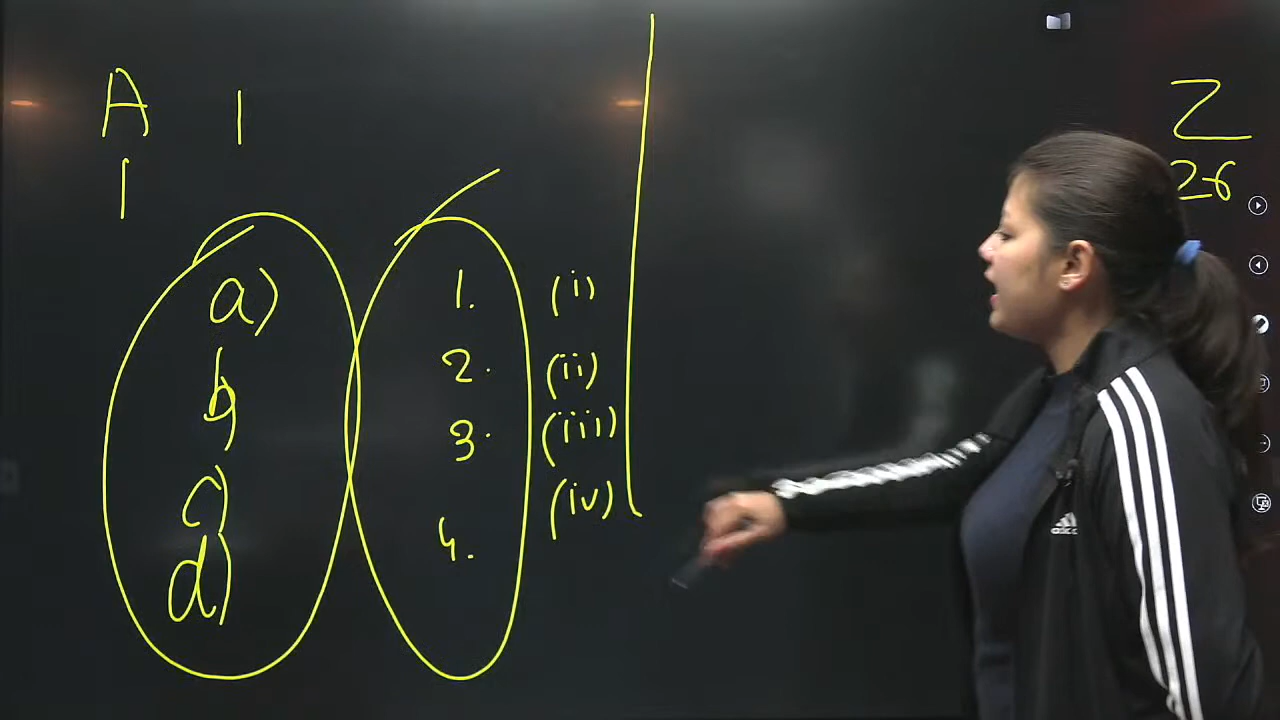 A 1 Z
1 26
a) 1. (i)
b) 2. (ii)
c) 3. (iii)
d) 4. (iv)
adidas